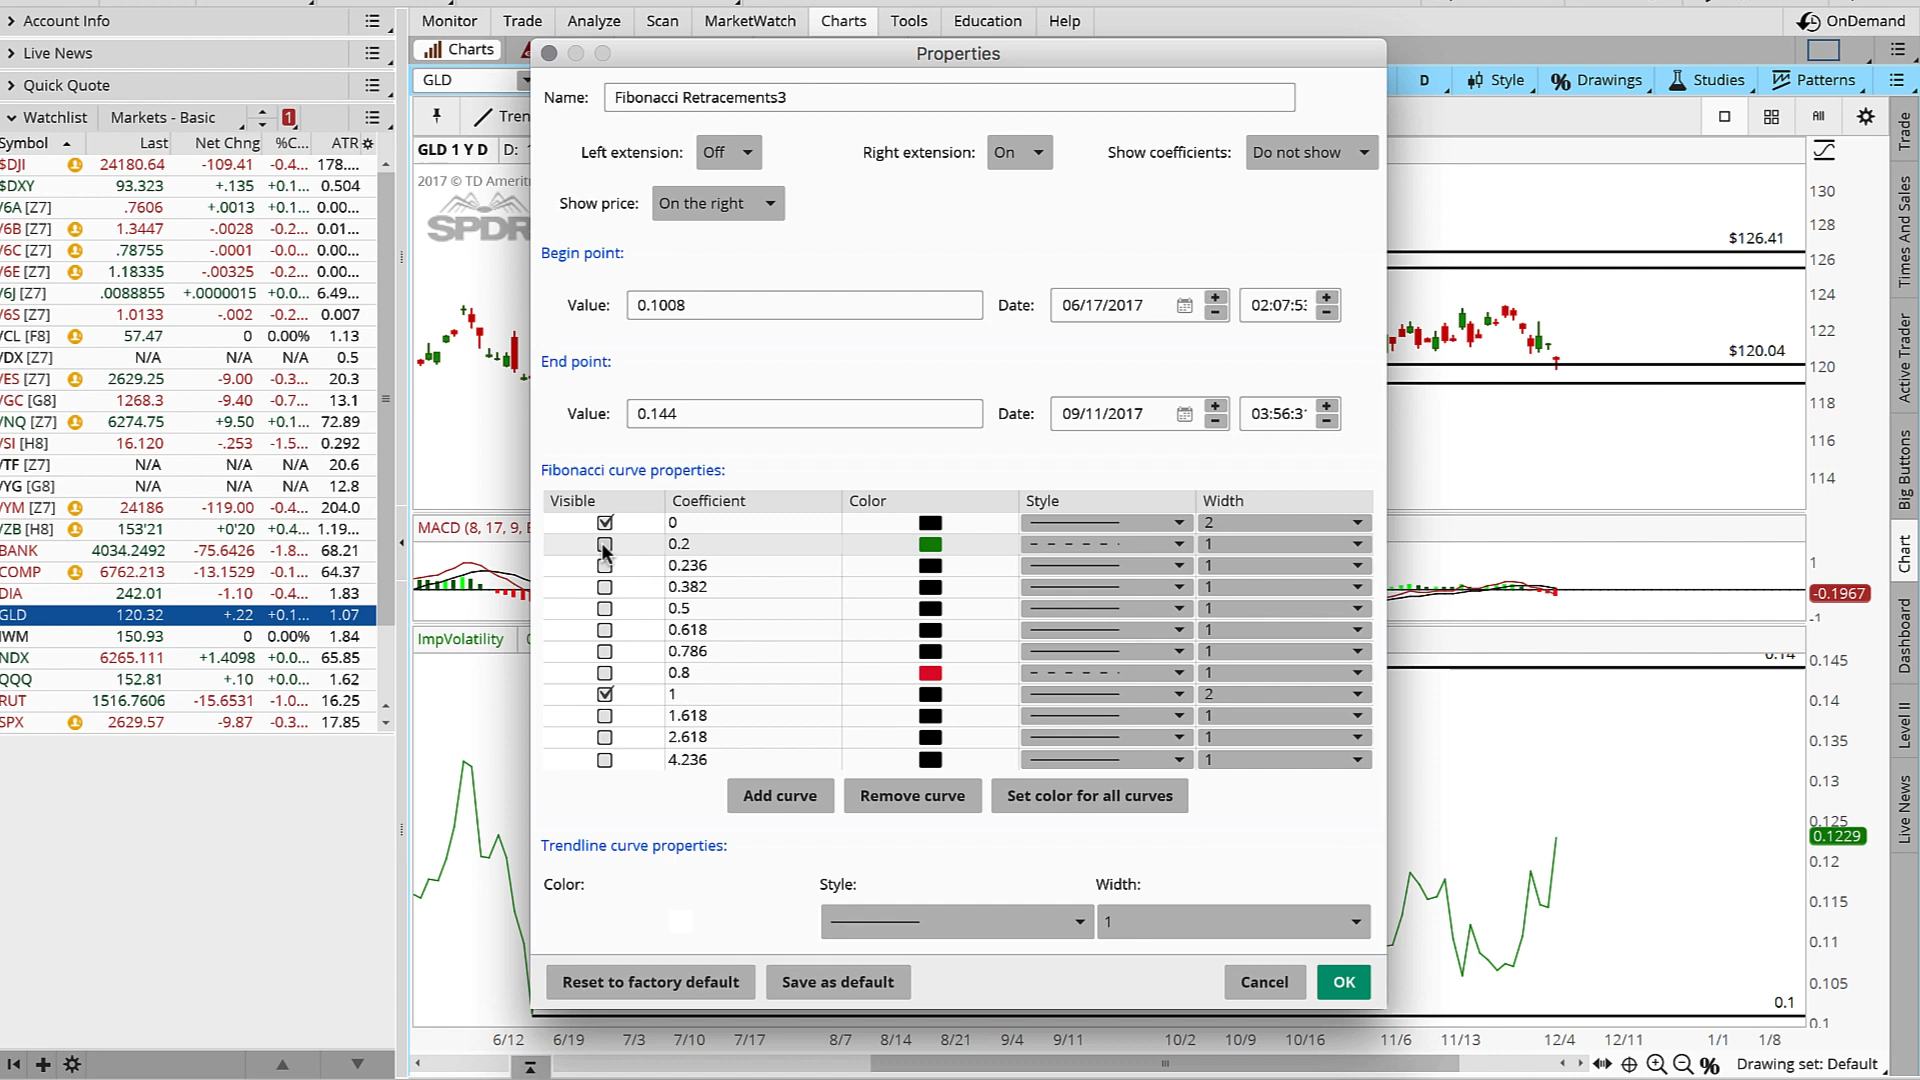 Account Info
Live News
Quick Quote
Watchlist Markets - Basic 1
Symbol Last Net Chng %C... ATR
$DJI 24180.64 -109.41 -0.4... 178....
$DXY 93.323 +.135 +0.1... 0.504
/6A [Z7] .7606 +.0013 +0.1... 0.00...
/6B [Z7] 1.3447 -.0028 -0.2... 0.01...
/6C [Z7] .78755 -.0001 -0.0... 0.00...
/6E [Z7] 1.18335 -.00325 -0.2... 0.00...
/6J [Z7] .0088855 +.0000015 +0.0... 6.49...
/6S [Z7] 1.0133 -.002 -0.2... 0.007
/CL [F8] 57.47 0 0.00% 1.13
/DX [Z7] N/A N/A N/A 0.5
/ES [Z7] 2629.25 -9.00 -0.3... 20.3
/GC [G8] 1268.3 -9.40 -0.7... 13.1
/NQ [Z7] 6274.75 +9.50 +0.1... 72.89
/SI [H8] 16.120 -.253 -1.5... 0.292
/TF [Z7] N/A N/A N/A 20.6
/YG [G8] N/A N/A N/A 12.8
/YM [Z7] 24186 -119.00 -0.4... 204.0
/ZB [H8] 153'21 +0'20 +0.4... 1.19...
BANK 4034.2492 -75.6426 -1.8... 68.21
COMP 6762.213 -13.1529 -0.1... 64.37
DIA 242.01 -1.10 -0.4... 1.83
GLD 120.32 +.22 +0.1... 1.07
IWM 150.93 0 0.00% 1.84
NDX 6265.111 +1.4098 +0.0... 65.85
QQQ 152.81 +.10 +0.0... 1.62
RUT 1516.7606 -15.6531 -1.0... 16.25
SPX 2629.57 -9.87 -0.3... 17.85
Monitor Trade Analyze Scan MarketWatch Charts Tools Education Help
OnDemand
Charts
GLD
D Style % Drawings Studies Patterns
Tren
All
GLD 1 Y D D: 
2017 © TD Amerit
SPDR
Properties
Name: Fibonacci Retracements3
Left extension: Off Right extension: On Show coefficients: Do not show
Show price: On the right
Begin point:
Value: 0.1008 Date: 06/17/2017 02:07:5
End point:
Value: 0.144 Date: 09/11/2017 03:56:3
Fibonacci curve properties:
Visible Coefficient Color Style Width
0 2
0.2 1
0.236 1
0.382 1
0.5 1
0.618 1
0.786 1
0.8 1
1 2
1.618 1
2.618 1
4.236 1
Add curve Remove curve Set color for all curves
Trendline curve properties:
Color: Style: Width:
1
Reset to factory default Save as default Cancel OK
130
$126.41
128
126
124
122
$120.04
120
118
116
114
MACD (8, 17, 9,
1
-0.1967
-1
ImpVolatility
0.14
0.145
0.14
0.135
0.13
0.125
0.1229
0.12
0.115
0.11
0.105
0.1
0.1
6/12 6/19 7/3 7/10 7/17 8/7 8/14 8/21 9/4 9/11 10/2 10/9 10/16 11/6 11/13 12/4 12/11 1/1 1/8
% Drawing set: Default
Trade
Times And Sales
Active Trader
Big Buttons
Chart
Dashboard
Level II
Live News